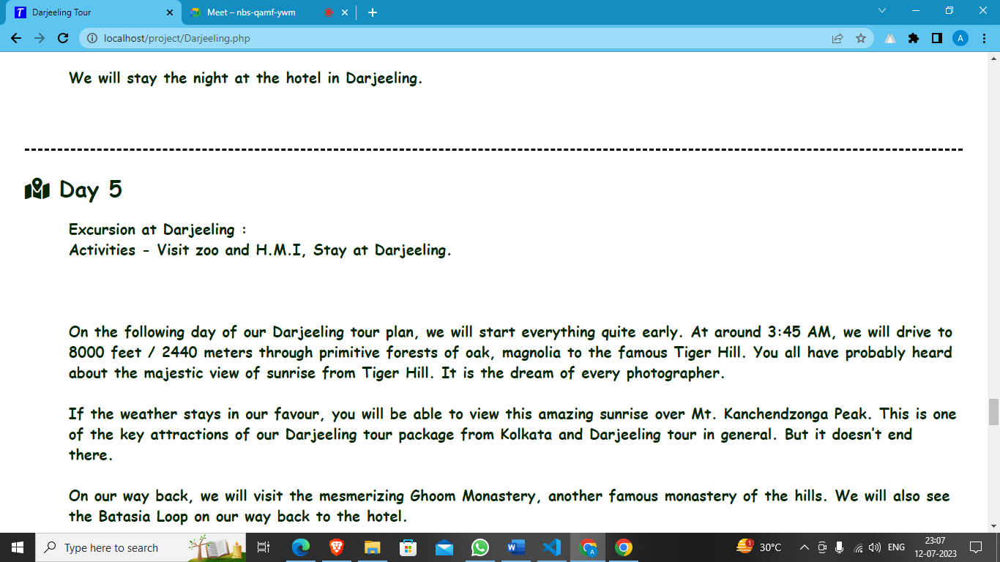 Darjeeling Tour
Meet – nbs-qamf-ywm
localhost/project/Darjeeling.php
A
We will stay the night at the hotel in Darjeeling.
Day 5
Excursion at Darjeeling :
Activities - Visit zoo and H.M.I, Stay at Darjeeling.
On the following day of our Darjeeling tour plan, we will start everything quite early. At around 3:45 AM, we will drive to
8000 feet / 2440 meters through primitive forests of oak, magnolia to the famous Tiger Hill. You all have probably heard
about the majestic view of sunrise from Tiger Hill. It is the dream of every photographer.
If the weather stays in our favour, you will be able to view this amazing sunrise over Mt. Kanchendzonga Peak. This is one
of the key attractions of our Darjeeling tour package from Kolkata and Darjeeling tour in general. But it doesn't end
there.
On our way back, we will visit the mesmerizing Ghoom Monastery, another famous monastery of the hills. We will also see
the Batasia Loop on our way back to the hotel.
Type here to search
1
30°C
ENG
23:07
12-07-2023